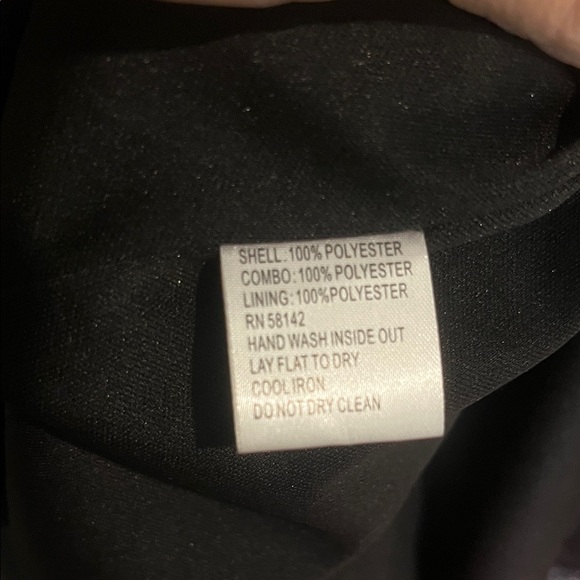 SHELL:100% POLYESTER
COMBO:100% POLYESTER
LINING:100%POLYESTER
RN 58142
HAND WASH INSIDE OUT
LAY FLAT TO DRY
COOL IRON
DO NOT DRY CLEAN